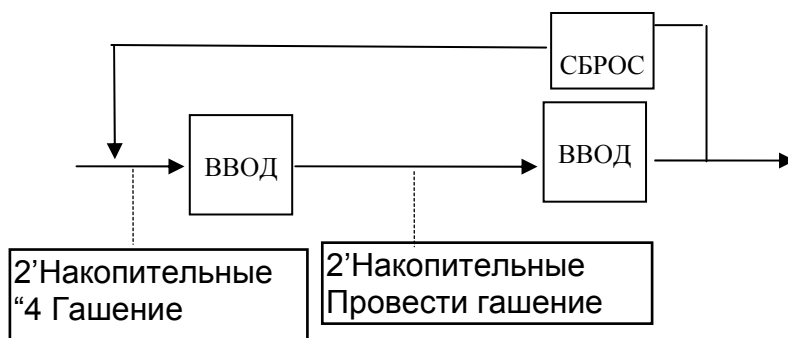 СБРОС
ВВОД
ВВОД
2’Накопительные
“4 Гашение
2’Накопительные
Провести гашение